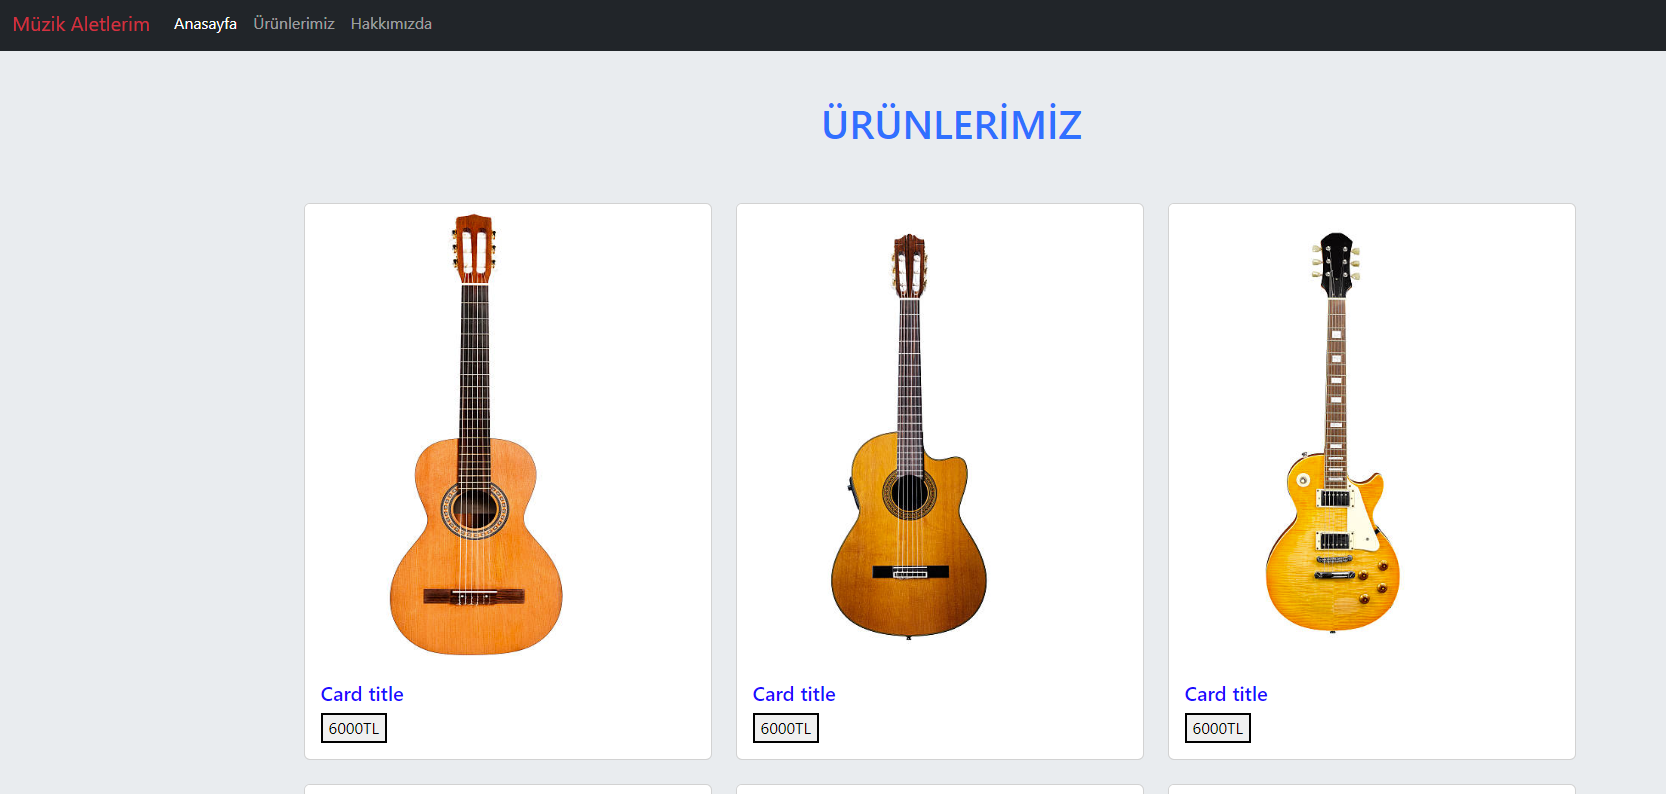 Müzik Aletlerim Anasayfa Ürünlerimiz Hakkımızda
ÜRÜNLERİMİZ
Card title Card title Card title
6000TL 6000TL 6000TL